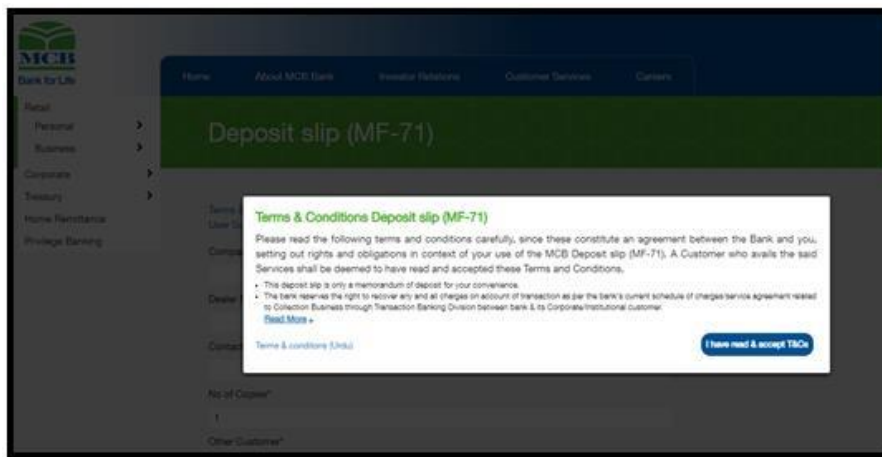 MCB
Bank for Life
Home About MCB Bank Investor Relations Customer Services Careers
Retail
Personal
Business
Corporate
Treasury
Home Remittance
Privilege Banking
Deposit slip (MF-71)
Terms &
User
Terms & Conditions Deposit slip (MF-71)
Please read the following terms and conditions carefully, since these constitute an agreement between the Bank and you,
setting out rights and obligations in context of your use of the MCB Deposit slip (MF-71). A Customer who avails the said
Services shall be deemed to have read and accepted these Terms and Conditions.
• This deposit slip is only a memorandum of deposit for your convenience.
• The bank reserves the right to recover any and all charges on account of transaction as per the bank's current schedule of charges/service agreement related
to Collection Business through Transaction Banking Division between bank & its Corporate/Institutional customer.
Read More
Terms & conditions (Urdu)
I have read & accept T&Cs
Dealer
Contact
No of Copies*
1
Other Customer*